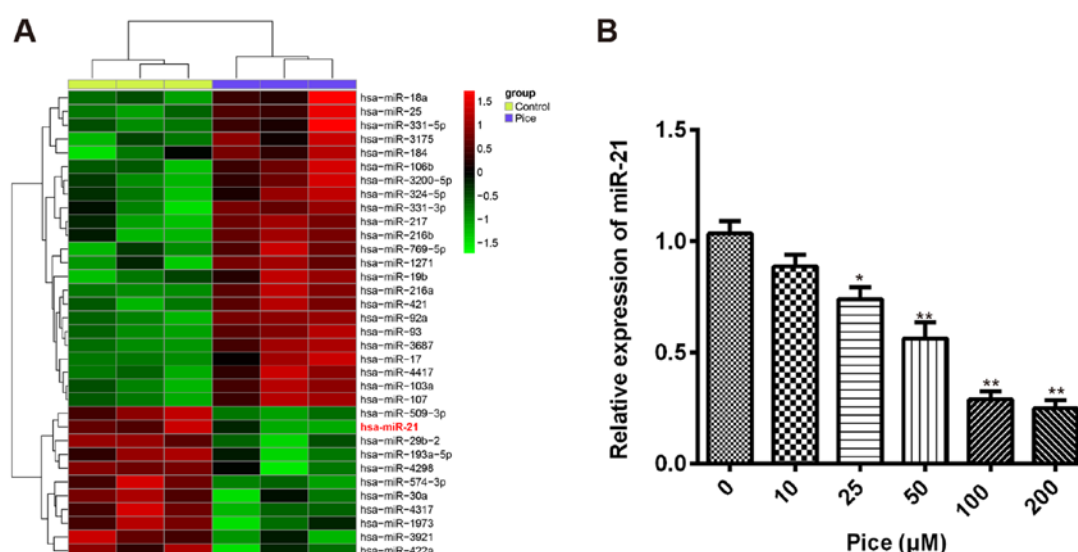 A
group
Control
Pice
1.5
1
0.5
0
−0.5
−1
−1.5
hsa−miR−18a
hsa−miR−25
hsa−miR−331−5p
hsa−miR−3175
hsa−miR−184
hsa−miR−106b
hsa−miR−3200−5p
hsa−miR−324−5p
hsa−miR−331−3p
hsa−miR−217
hsa−miR−216b
hsa−miR−769−5p
hsa−miR−1271
hsa−miR−19b
hsa−miR−216a
hsa−miR−421
hsa−miR−92a
hsa−miR−93
hsa−miR−3687
hsa−miR−17
hsa−miR−4417
hsa−miR−103a
hsa−miR−107
hsa−miR−509−3p
hsa-miR-21
hsa−miR−29b−2
hsa−miR−193a−5p
hsa−miR−4298
hsa−miR−574−3p
hsa−miR−30a
hsa−miR−4317
hsa−miR−1973
hsa−miR−3921
hsa−miR−422a
B
Relative expression of miR-21
1.5
1.0
0.5
0.0
*
**
**
**
0
10
25
50
100
200
Pice (μM)